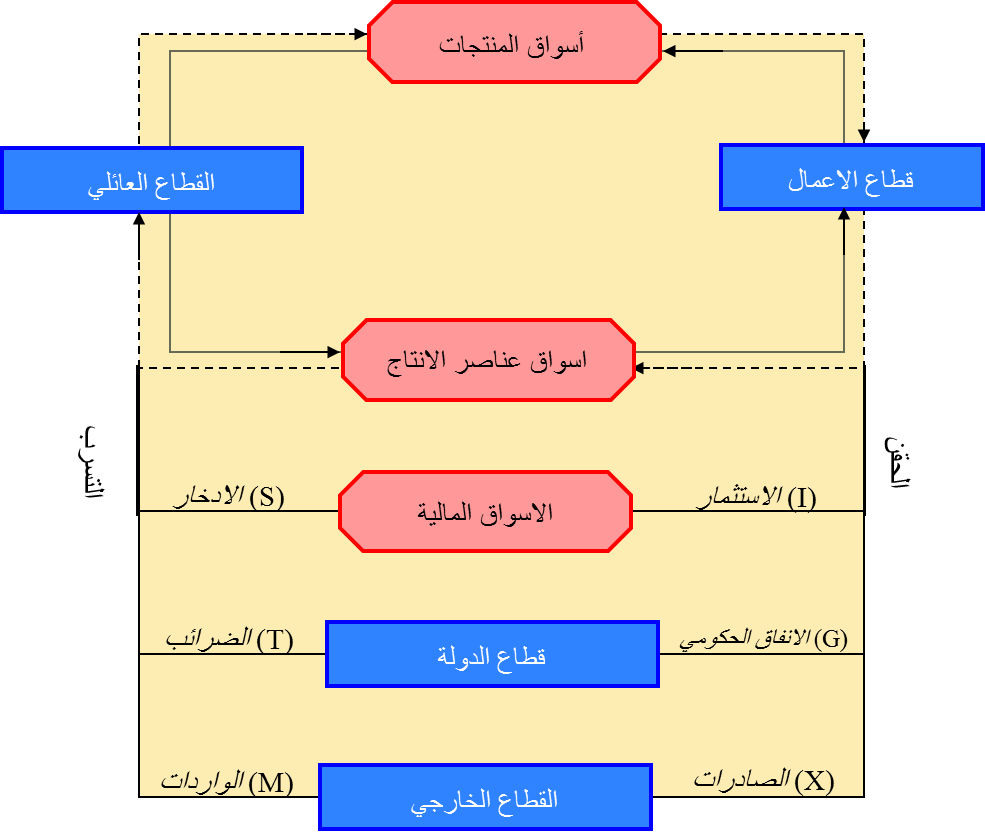 أسواق المنتجات
قطاع الاعمال
القطاع العائلي
اسواق عناصر الانتاج
الحقن
التسرب
الاستثمار (I)
الاسواق المالية
الادخار (S)
الانفاق الحكومي (G)
قطاع الدولة
الضرائب (T)
الصادرات (X)
القطاع الخارجي
الواردات (M)